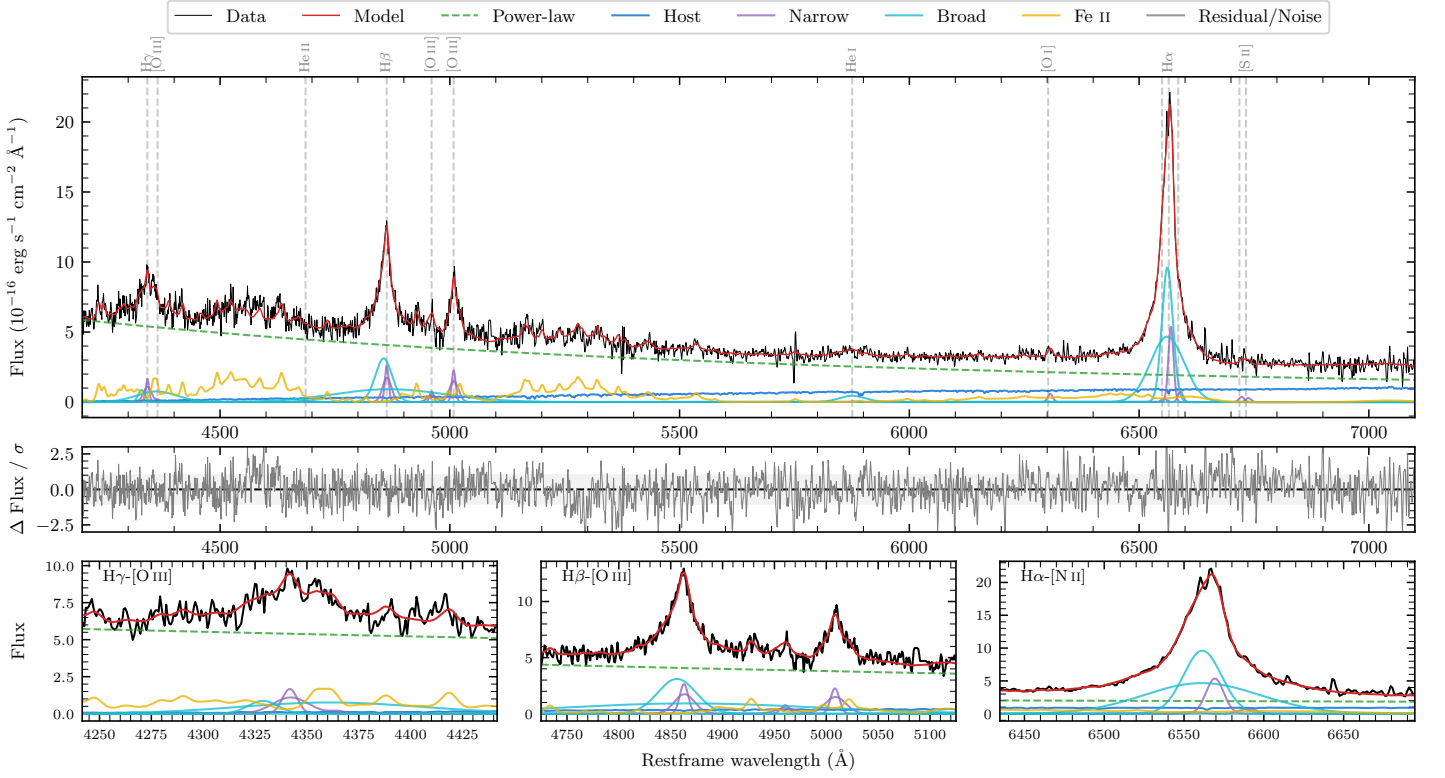 Data Model Power-law Host Narrow Broad Fe II Residual/Noise
Hγ [O III] He II Hβ [O III] [O III] He I [O I] Hα [S II]
Flux (10⁻¹⁶ erg s⁻¹ cm⁻² Å⁻¹)
20
15
10
5
0
4500 5000 5500 6000 6500 7000
Δ Flux / σ
2.5
0.0
−2.5
4500 5000 5500 6000 6500 7000
Hγ-[O III]
Flux
10.0
7.5
5.0
2.5
0.0
4250 4275 4300 4325 4350 4375 4400 4425
Hβ-[O III]
10
5
0
4750 4800 4850 4900 4950 5000 5050 5100
Hα-[N II]
20
15
10
5
0
6450 6500 6550 6600 6650
Restframe wavelength (Å)